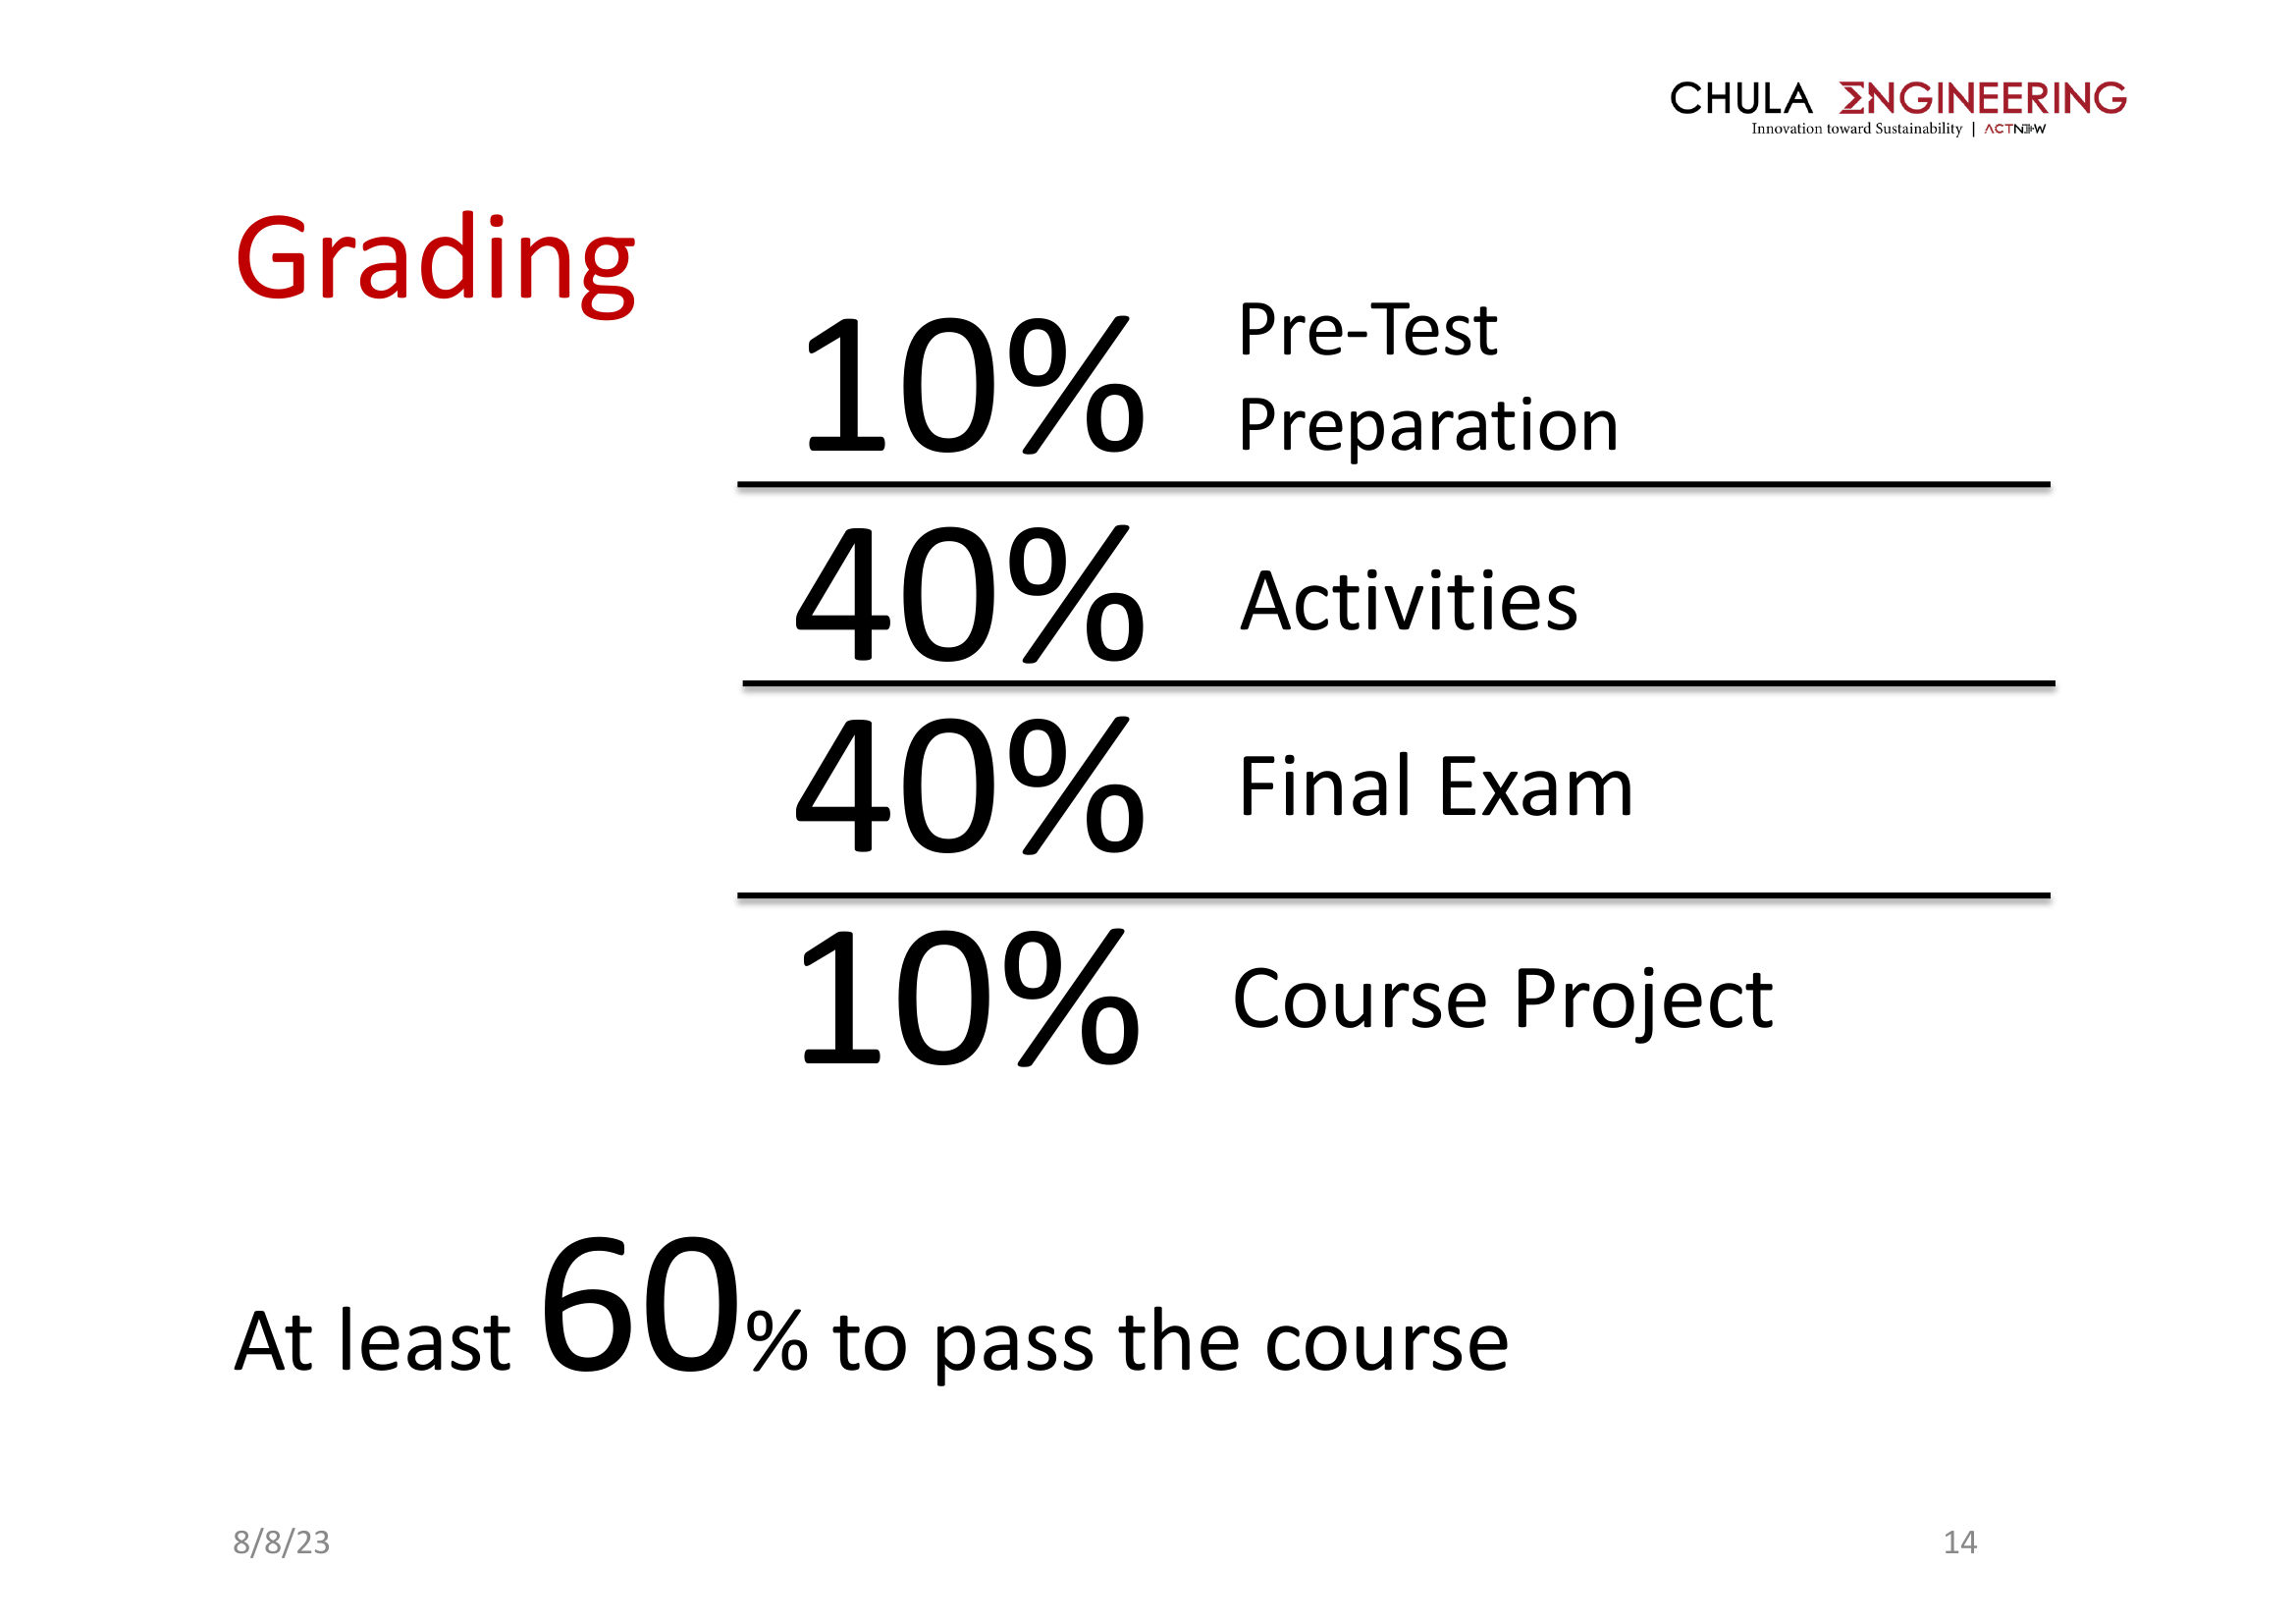 CHULA ΣNGINEERING
Innovation toward Sustainability | ACTNOW
Grading
10% Pre-Test
Preparation
40% Activities
40% Final Exam
10% Course Project
At least 60% to pass the course
8/8/23 14